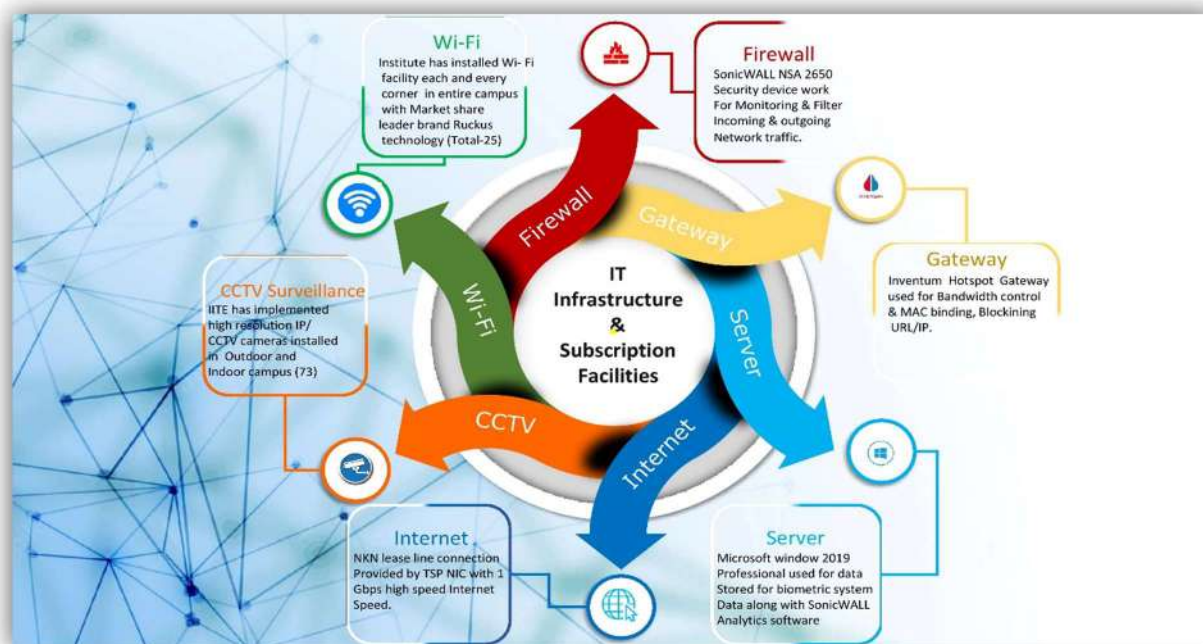 Wi-Fi
Institute has installed Wi- Fi
facility each and every
corner in entire campus
with Market share
leader brand Ruckus
technology (Total-25)
Firewall
SonicWALL NSA 2650
Security device work
For Monitoring & Filter
Incoming & outgoing
Network traffic.
Gateway
Inventum Hotspot Gateway
used for Bandwidth control
& MAC binding, Blockining
URL/IP.
CCTV Surveillance
IITE has implemented
high resolution IP/
CCTV cameras installed
in Outdoor and
Indoor campus (73)
Firewall
Gateway
Wi-Fi
Server
CCTV
Internet
IT
Infrastructure
&
Subscription
Facilities
Internet
NKN lease line connection
Provided by TSP NIC with 1
Gbps high speed Internet
Speed.
Server
Microsoft window 2019
Professional used for data
Stored for biometric system
Data along with SonicWALL
Analytics software